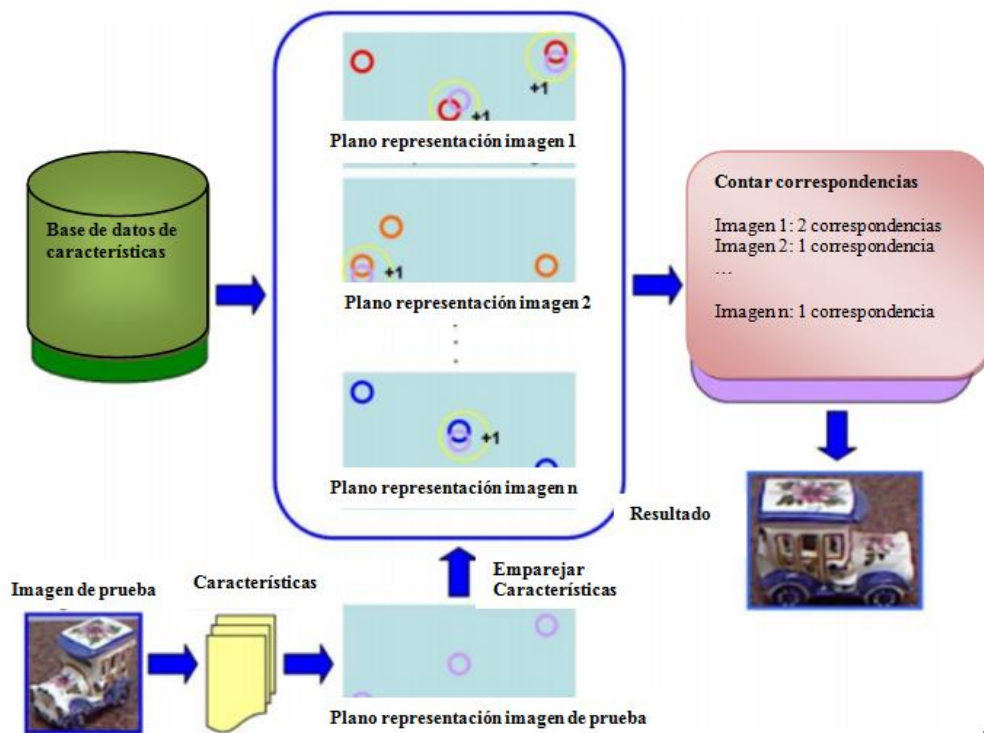 +1
+1
Plano representación imagen 1
Base de datos de
características
+1
Plano representación imagen 2
Contar correspondencias
Imagen 1: 2 correspondencias
Imagen 2: 1 correspondencia
…
Imagen n: 1 correspondencia
+1
Plano representación imagen n
Resultado
Emparejar
Características
Imagen de prueba
Características
Plano representación imagen de prueba